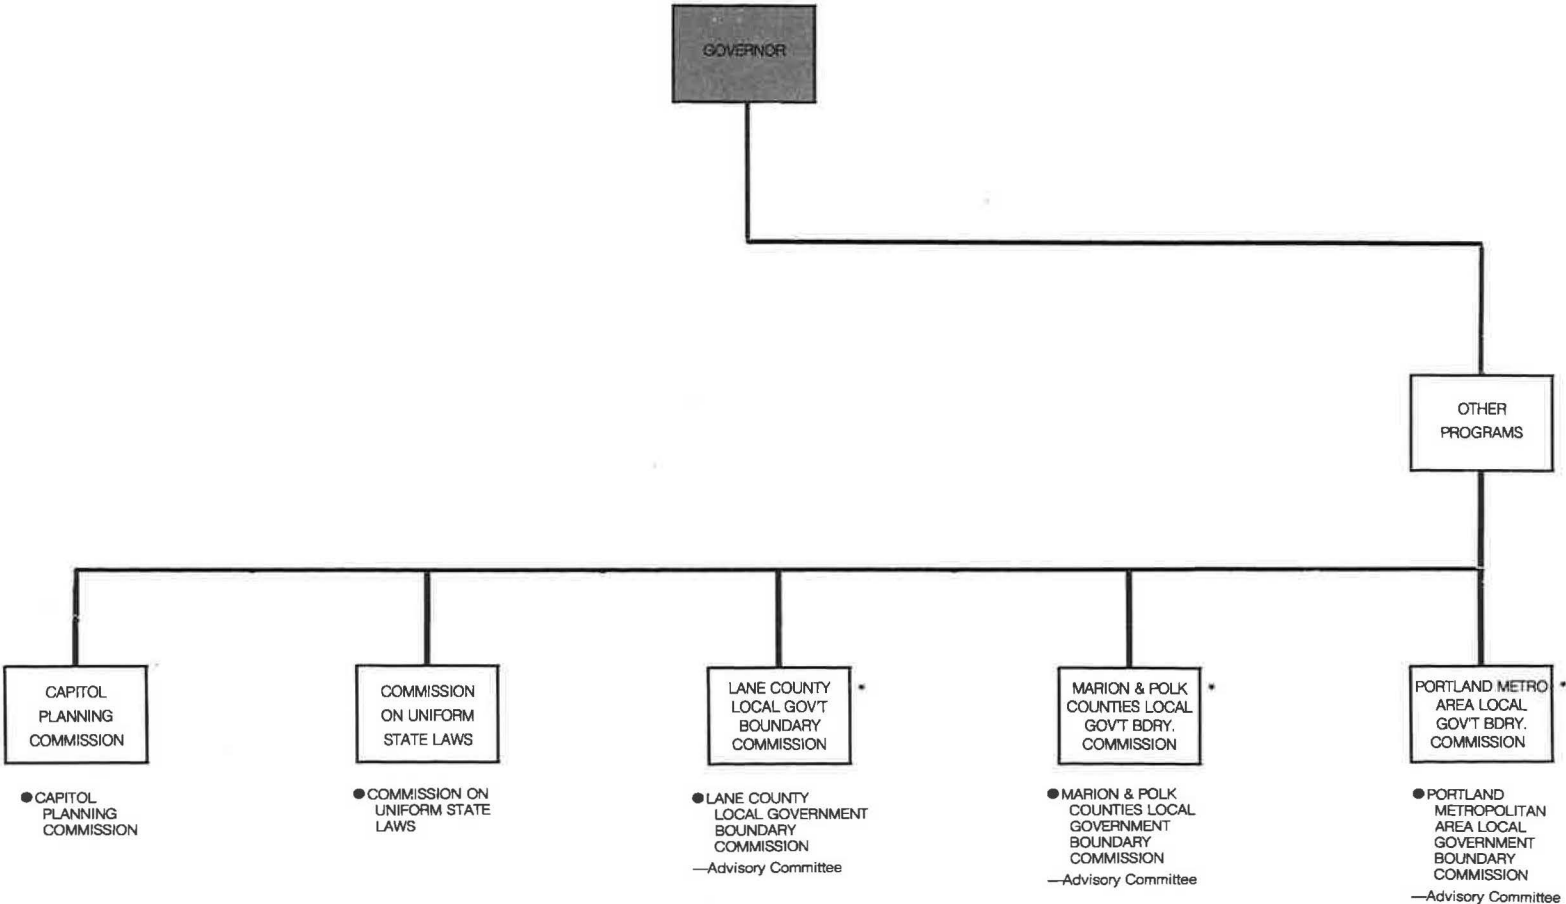 GOVERNOR
OTHER
PROGRAMS
CAPITOL
PLANNING
COMMISSION
COMMISSION
ON UNIFORM
STATE LAWS
LANE COUNTY
LOCAL GOV'T
BOUNDARY
COMMISSION
*
MARION & POLK
COUNTIES LOCAL
GOV'T BDRY.
COMMISSION
*
PORTLAND METRO
AREA LOCAL
GOV'T BDRY.
COMMISSION
*
●CAPITOL
PLANNING
COMMISSION
●COMMISSION ON
UNIFORM STATE
LAWS
●LANE COUNTY
LOCAL GOVERNMENT
BOUNDARY
COMMISSION
—Advisory Committee
●MARION & POLK
COUNTIES LOCAL
GOVERNMENT
BOUNDARY
COMMISSION
—Advisory Committee
●PORTLAND
METROPOLITAN
AREA LOCAL
GOVERNMENT
BOUNDARY
COMMISSION
—Advisory Committee